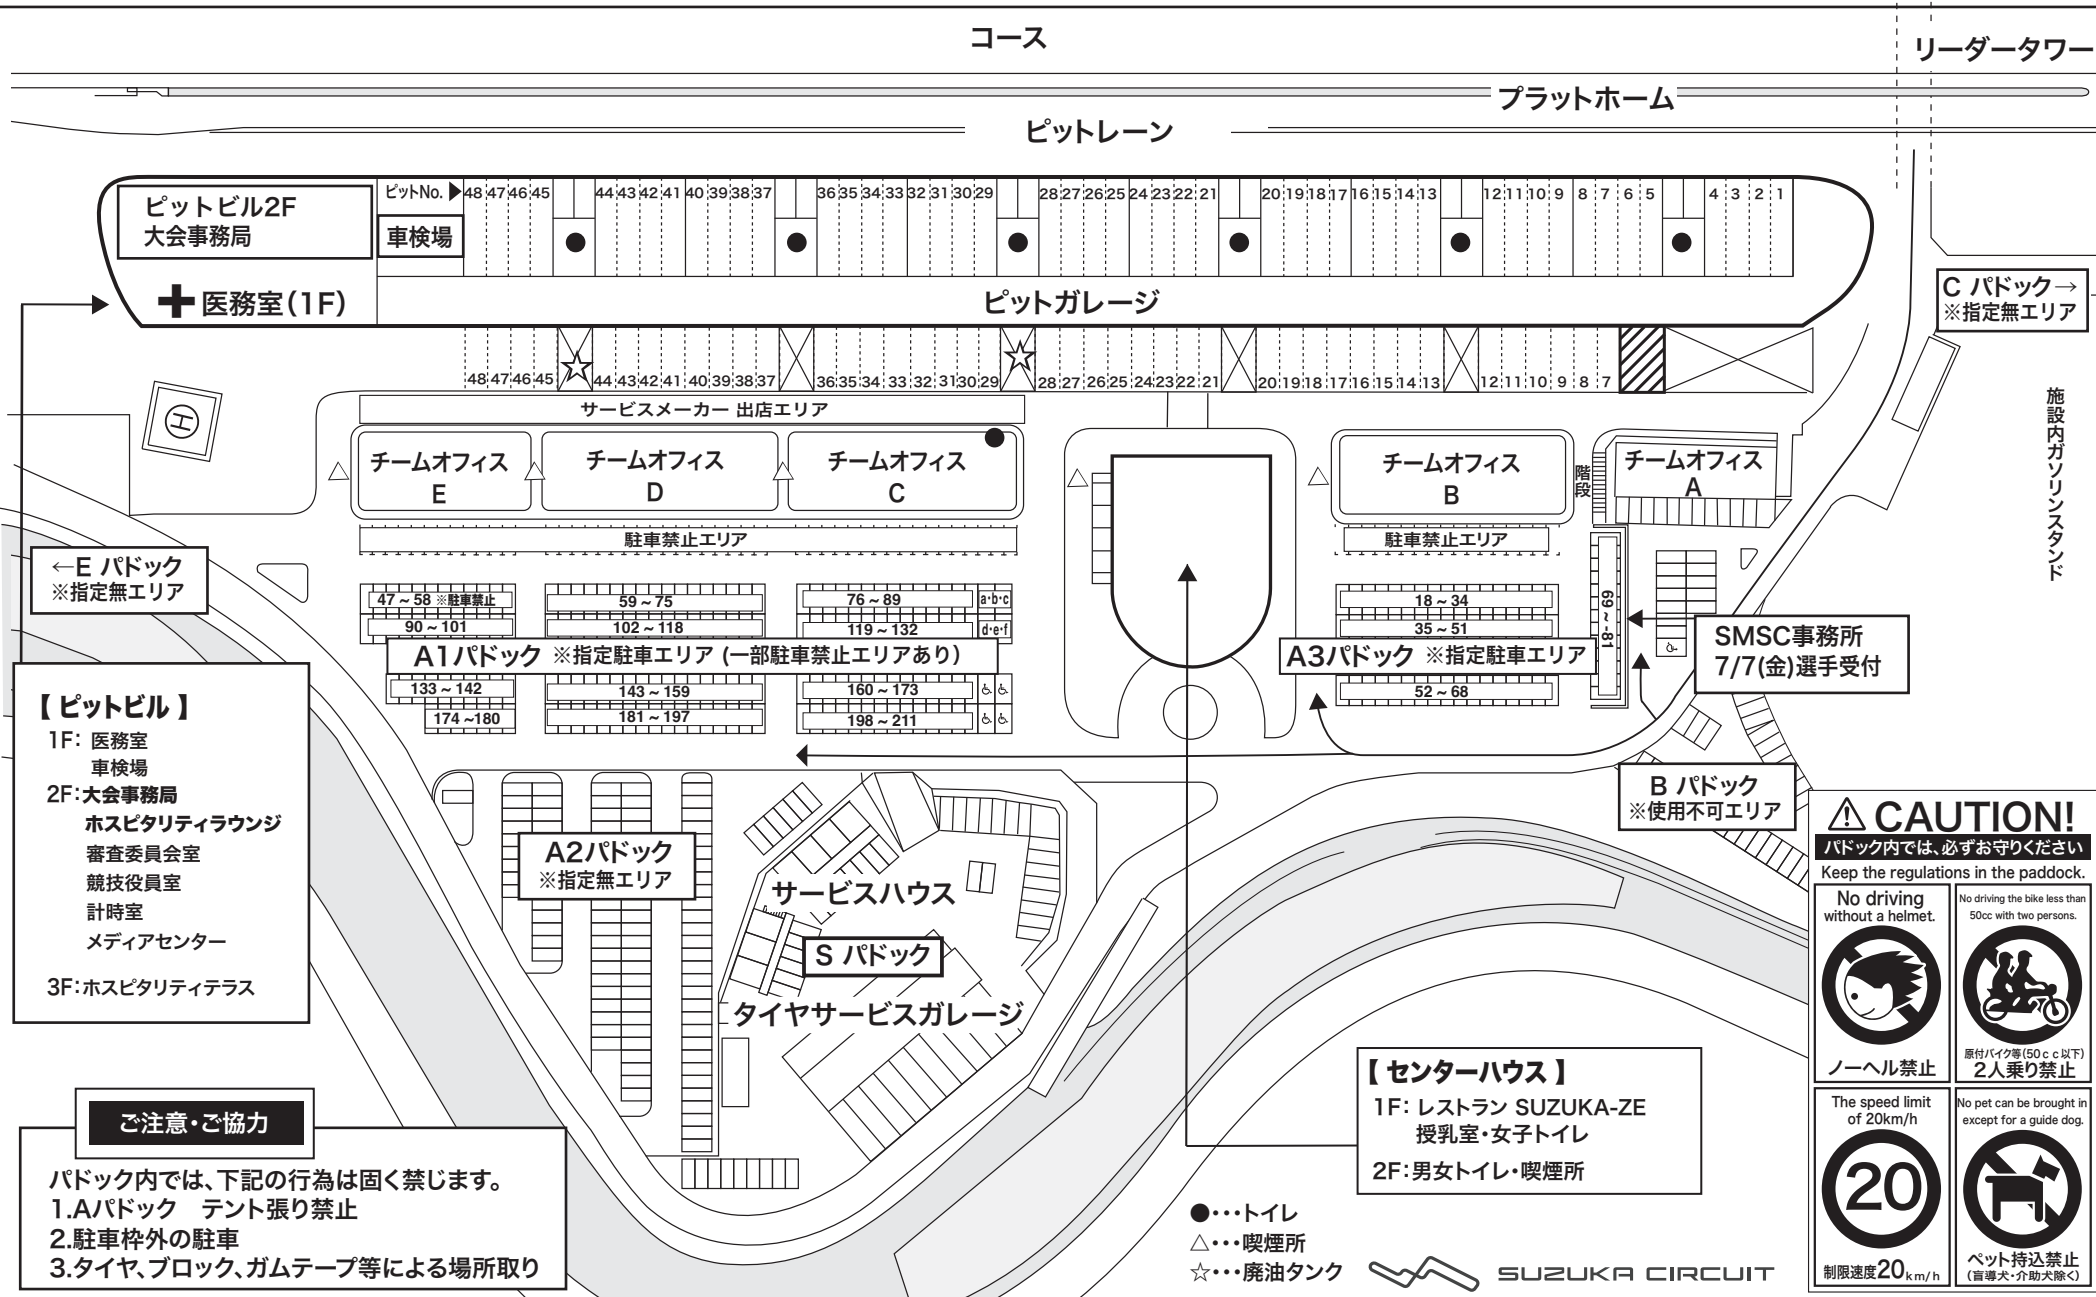 コース
リーダータワー
プラットホーム
ピットレーン
ピットビル2F
大会事務局
ピットNo.▶
48 47 46 45 44 43 42 41 40 39 38 37 36 35 34 33 32 31 30 29 28 27 26 25 24 23 22 21 20 19 18 17 16 15 14 13 12 11 10 9 8 7 6 5 4 3 2 1
車検場
✚医務室(1F)
ピットガレージ
C パドック→
※指定無エリア
48 47 46 45 44 43 42 41 40 39 38 37 36 35 34 33 32 31 30 29 28 27 26 25 24 23 22 21 20 19 18 17 16 15 14 13 12 11 10 9 8 7
サービスメーカー 出店エリア
施設内ガソリンスタンド
H
チームオフィス
E
チームオフィス
D
チームオフィス
C
チームオフィス
B
階段
チームオフィス
A
駐車禁止エリア
駐車禁止エリア
←E パドック
※指定無エリア
47～58 ※駐車禁止
59～75
76～89
a・b・c
18～34
90～101
102～118
119～132
d・e・f
35～51
69～-81
A1パドック ※指定駐車エリア (一部駐車禁止エリアあり)
A3パドック ※指定駐車エリア
SMSC事務所
7/7(金)選手受付
133～142
143～159
160～173
52～68
174～180
181～197
198～211
【 ピットビル 】
1F: 医務室
車検場
2F:大会事務局
ホスピタリティラウンジ
審査委員会室
競技役員室
計時室
メディアセンター
3F:ホスピタリティテラス
B パドック
※使用不可エリア
A2パドック
※指定無エリア
サービスハウス
S パドック
タイヤサービスガレージ
CAUTION!
パドック内では、必ずお守りください
Keep the regulations in the paddock.
No driving
without a helmet.
ノーヘル禁止
No driving the bike less than
50cc with two persons.
原付バイク等(50ｃｃ以下)
2人乗り禁止
The speed limit
of 20km/h
20
制限速度20km/h
No pet can be brought in
except for a guide dog.
ペット持込禁止
(盲導犬・介助犬除く)
【 センターハウス 】
1F: レストラン SUZUKA-ZE
授乳室・女子トイレ
2F:男女トイレ・喫煙所
ご注意・ご協力
パドック内では、下記の行為は固く禁じます。
1.Aパドック　テント張り禁止
2.駐車枠外の駐車
3.タイヤ、ブロック、ガムテープ等による場所取り
●・・・トイレ
△・・・喫煙所
☆・・・廃油タンク
SUZUKA CIRCUIT